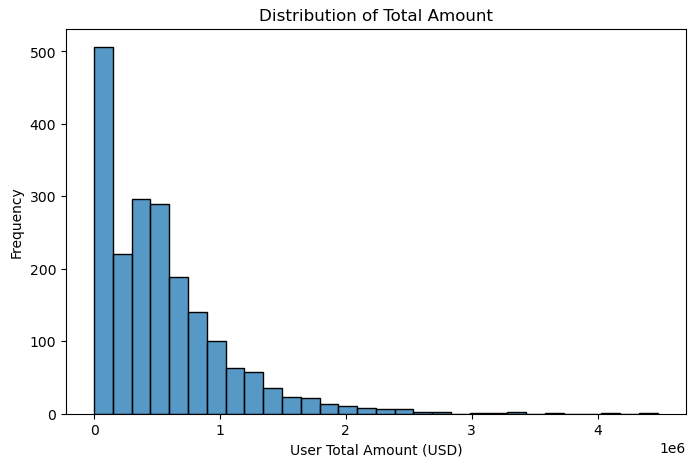 Distribution of Total Amount
Frequency
500
400
300
200
100
0
0 1 2 3 4
1e6
User Total Amount (USD)